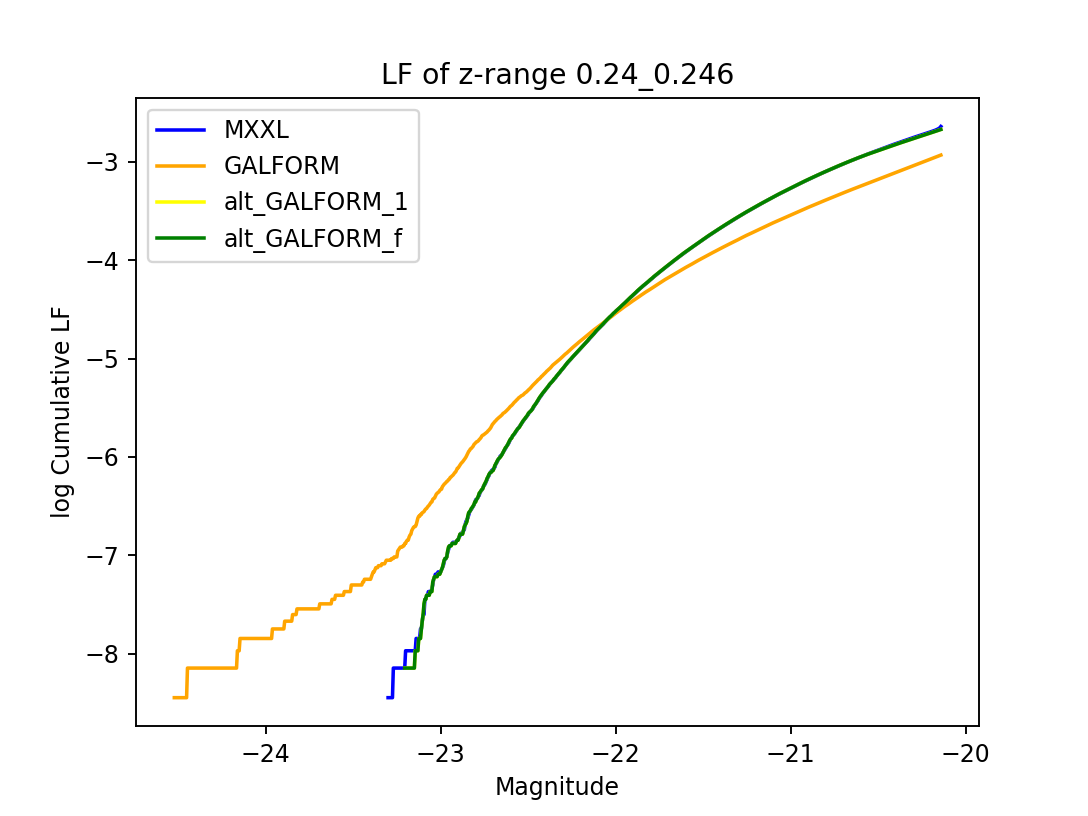 LF of z-range 0.24_0.246
MXXL
GALFORM
alt_GALFORM_1
alt_GALFORM_f
log Cumulative LF
−3
−4
−5
−6
−7
−8
−24
−23
−22
−21
−20
Magnitude